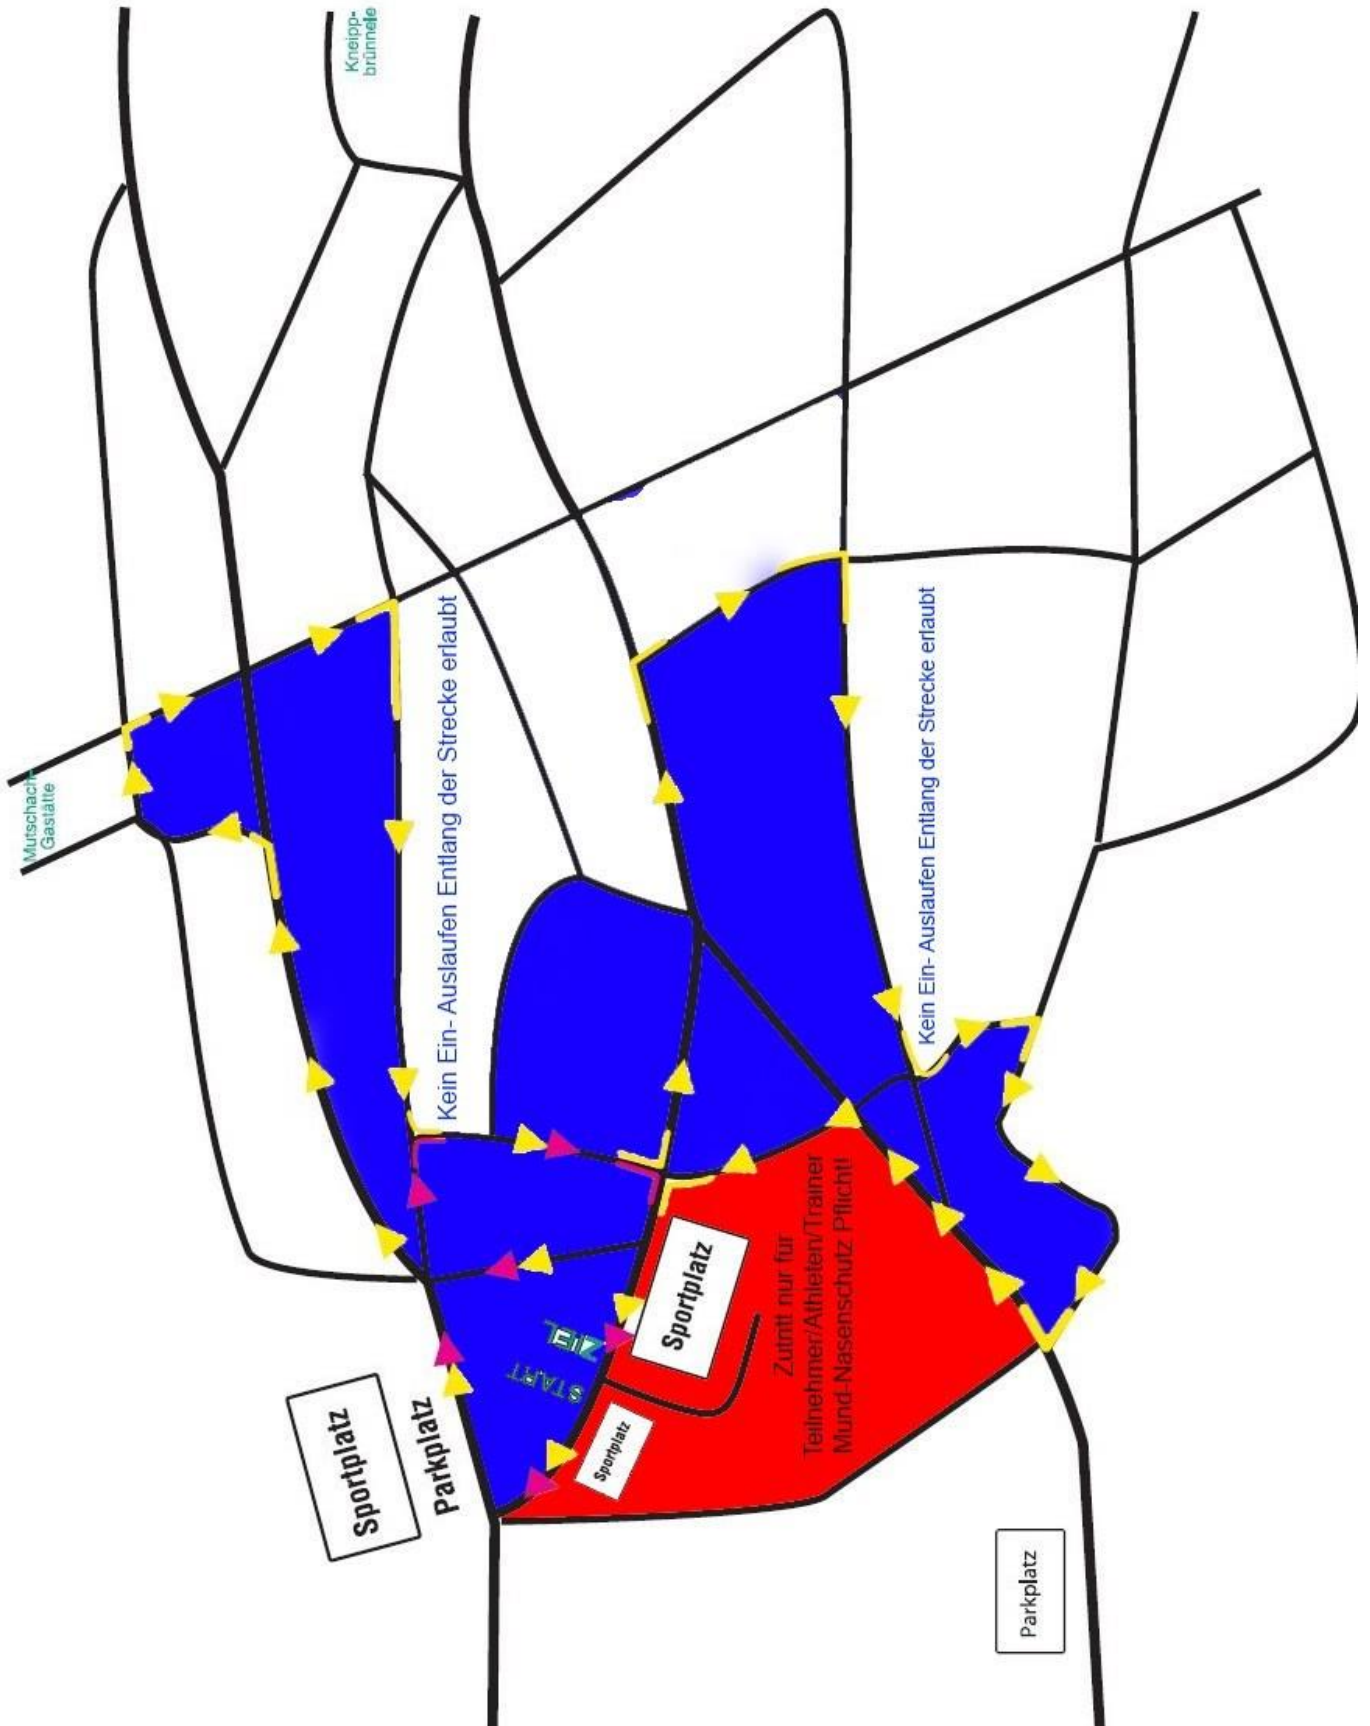 Kneipp-
brünnele
Mutschach-
Gastätte
Kein Ein- Auslaufen Entlang der Strecke erlaubt
Kein Ein- Auslaufen Entlang der Strecke erlaubt
Sportplatz
Parkplatz
START
ZIEL
Sportplatz
Sportplatz
Zutritt nur für
Teilnehmer/Athleten/Trainer
Mund-Nasenschutz Pflicht!
Parkplatz